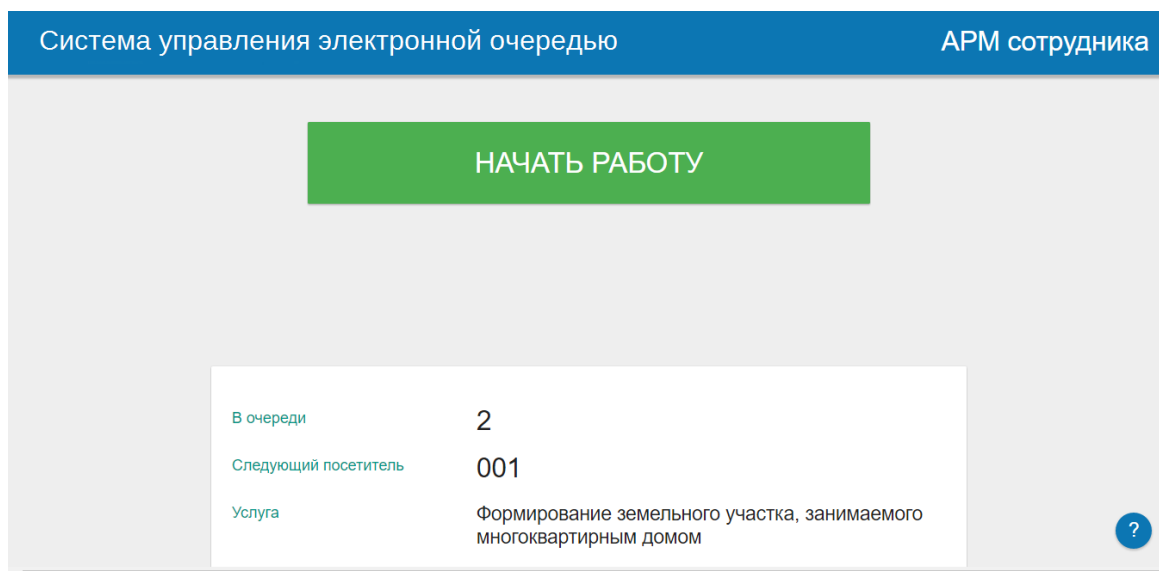 Система управления электронной очередью
АРМ сотрудника
НАЧАТЬ РАБОТУ
В очереди 2
Следующий посетитель 001
Услуга Формирование земельного участка, занимаемого
многоквартирным домом
?